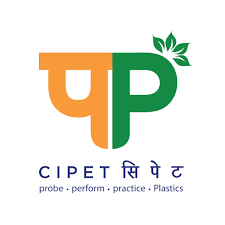 पP
CIPET सिपेट
probe • perform • practice • Plastics